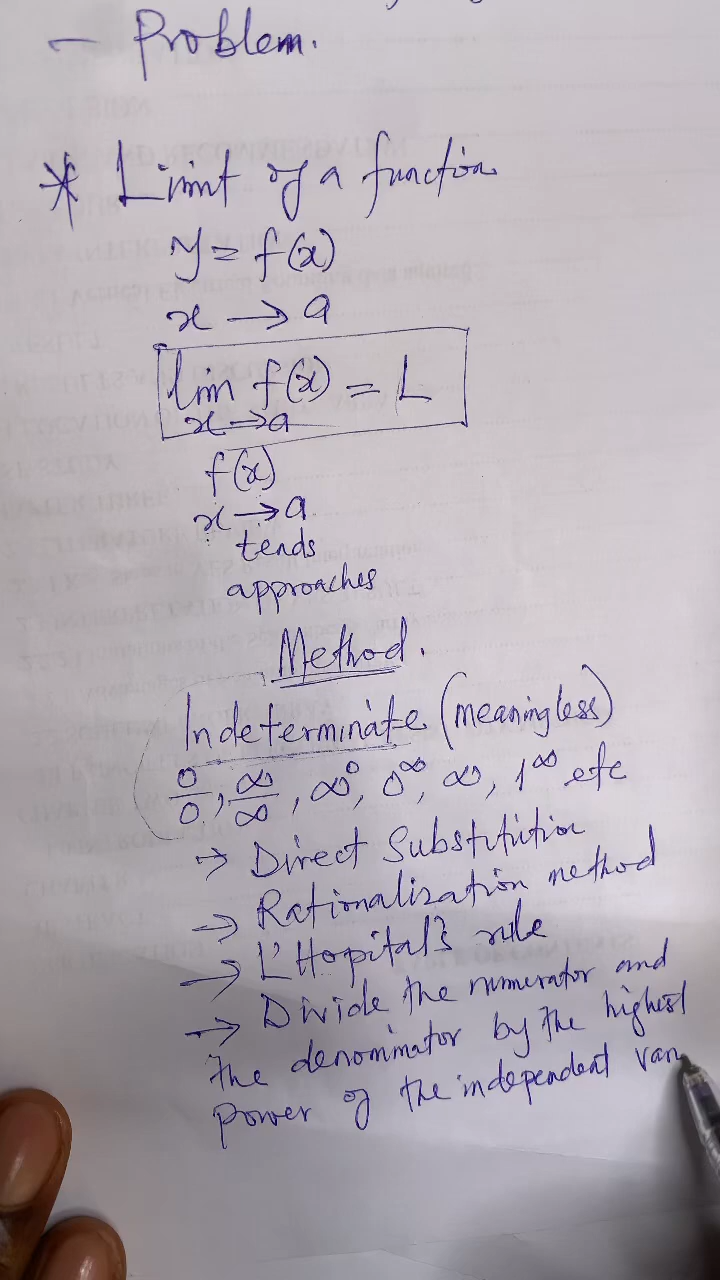 - Problem.
* Limit of a function
y = f(x)
x → a
lim f(x) = L
x→a
f(x)
x → a
tends
approaches
Method.
Indeterminate (meaningless)
0/0, ∞/∞, ∞⁰, 0^∞, ∞, 1^∞ etc
→ Direct Substitution
→ Rationalization method
→ L'Hopital's rule
→ Divide the numerator and
the denominator by the highest
power of the independent var